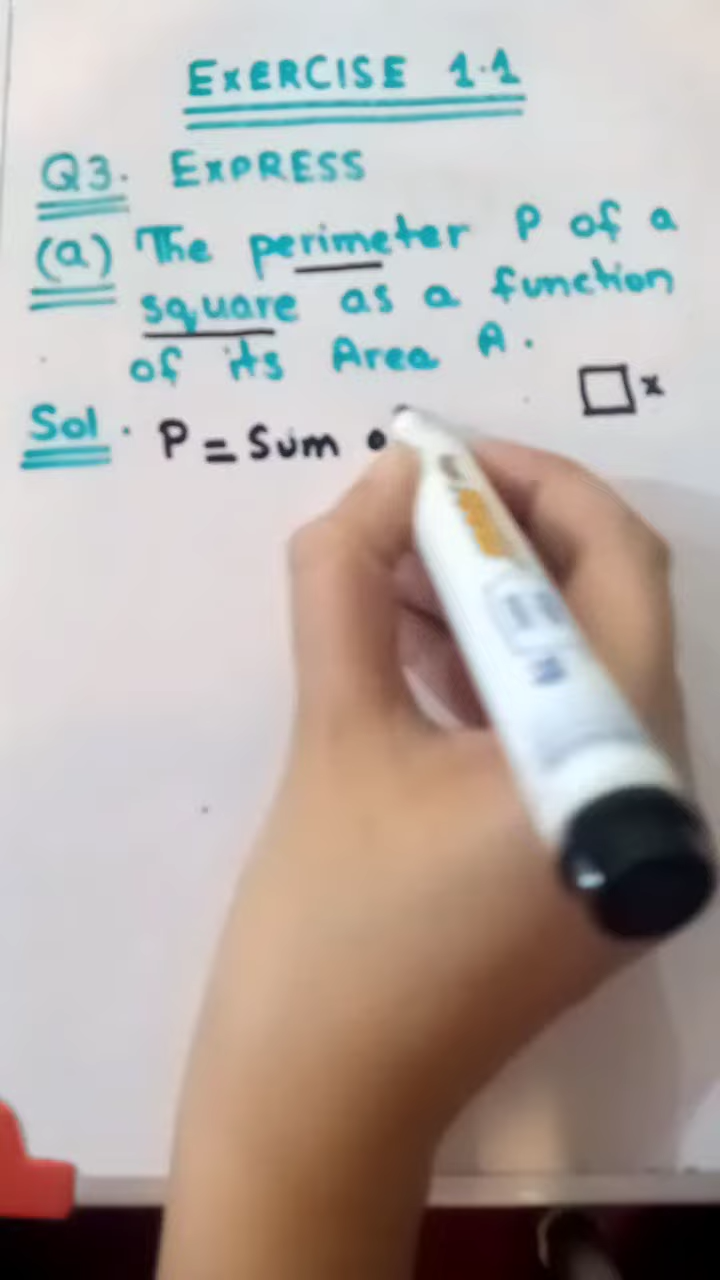 EXERCISE 1.1
Q3. EXPRESS
(a) The perimeter P of a
square as a function
of its Area A.
x
Sol. P = Sum